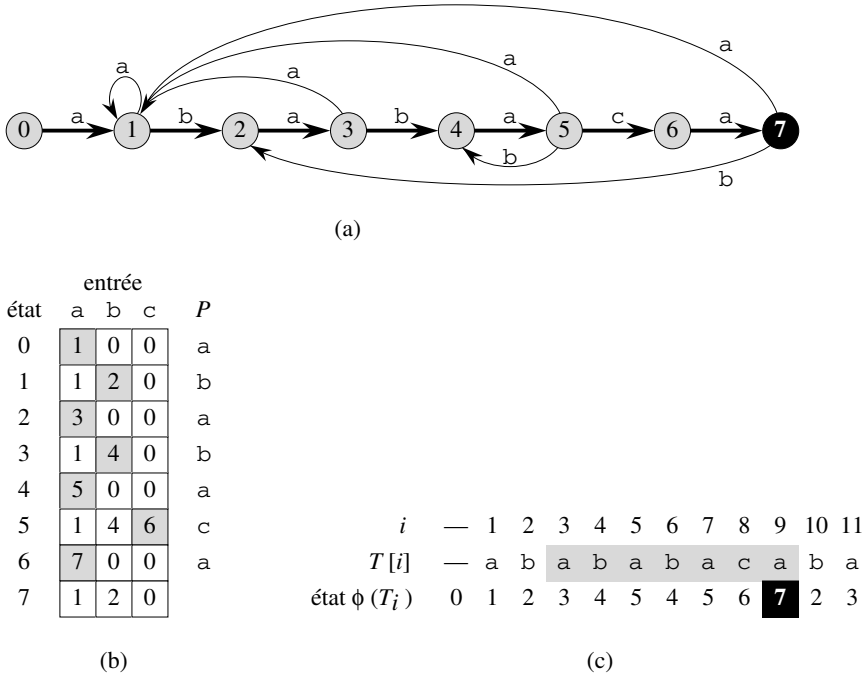 a
a
a
a
0 a 1 b 2 a 3 b 4 a 5 c 6 a 7
b
b
(a)
entrée
état a b c P
0 1 0 0 a
1 1 2 0 b
2 3 0 0 a
3 1 4 0 b
4 5 0 0 a
5 1 4 6 c
6 7 0 0 a
7 1 2 0
(b)
i — 1 2 3 4 5 6 7 8 9 10 11
T [i] — a b a b a b a c a b a
état ϕ (Ti ) 0 1 2 3 4 5 4 5 6 7 2 3
(c)